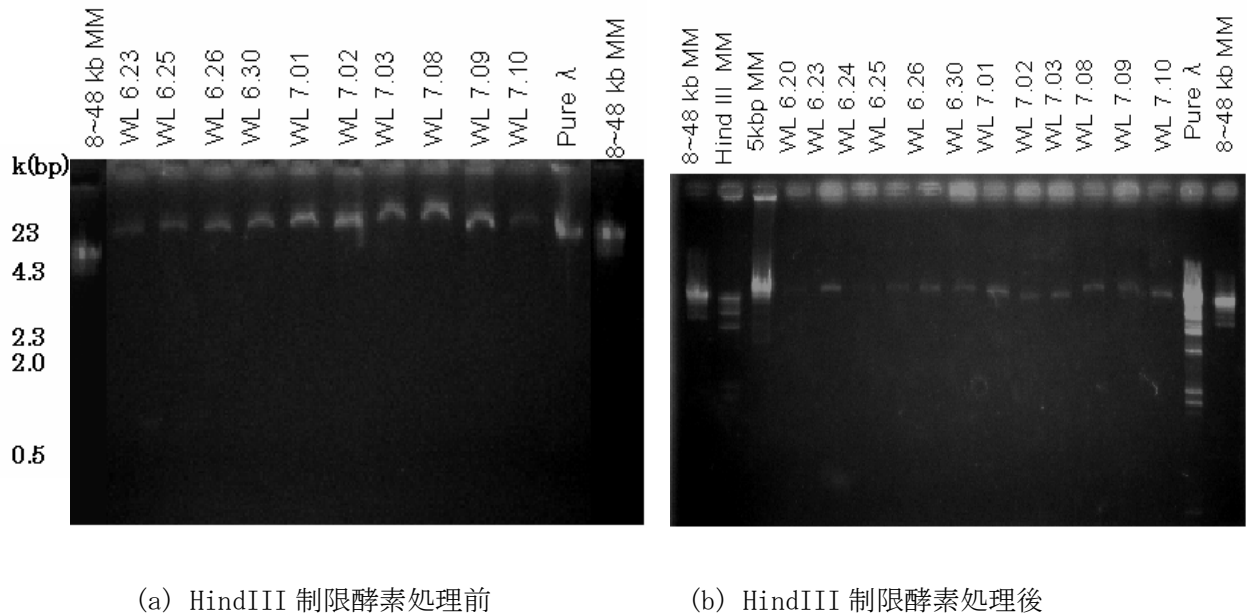 8~48 kb MM
WL 6.23
WL 6.25
WL 6.26
WL 6.30
WL 7.01
WL 7.02
WL 7.03
WL 7.08
WL 7.09
WL 7.10
Pure λ
8~48 kb MM
k(bp)
23
4.3
2.3
2.0
0.5
8~48 kb MM
Hind III MM
5kbp MM
WL 6.20
WL 6.23
WL 6.24
WL 6.25
WL 6.26
WL 6.30
WL 7.01
WL 7.02
WL 7.03
WL 7.08
WL 7.09
WL 7.10
Pure λ
8~48 kb MM
(a) HindIII 制限酵素処理前
(b) HindIII 制限酵素処理後